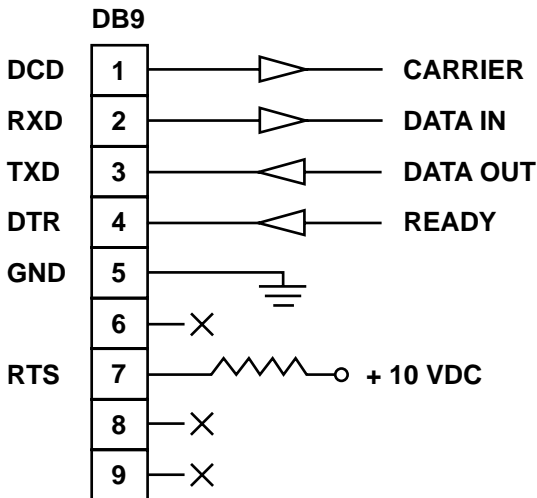 DB9
DCD 1 CARRIER
RXD 2 DATA IN
TXD 3 DATA OUT
DTR 4 READY
GND 5
6
RTS 7 + 10 VDC
8
9